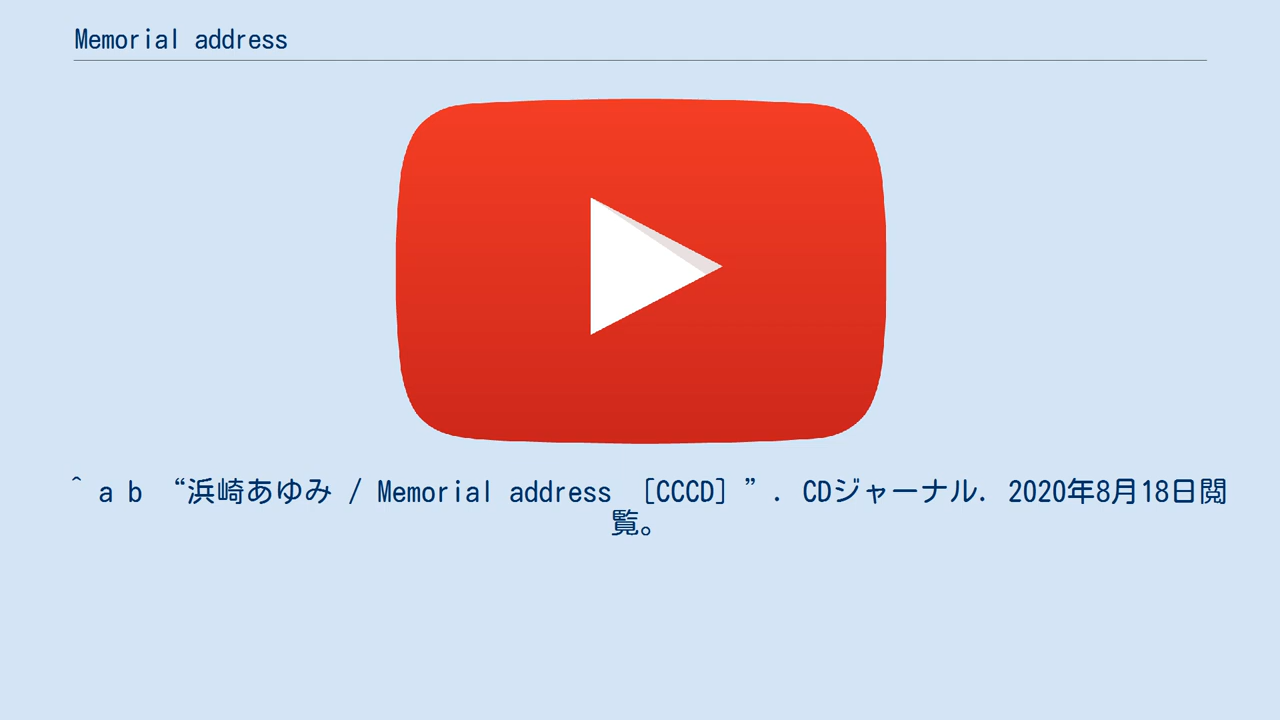 Memorial address
^ a b “浜崎あゆみ / Memorial address ［CCCD］”. CDジャーナル. 2020年8月18日閲
覧。